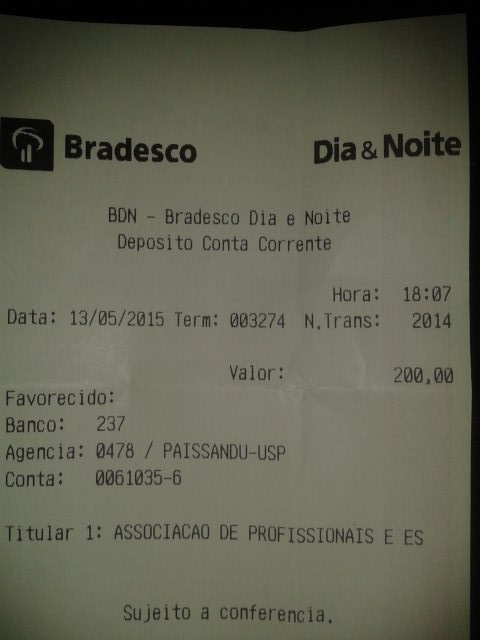 Bradesco Dia & Noite
BDN - Bradesco Dia e Noite
Deposito Conta Corrente
Hora: 18:07
Data: 13/05/2015 Term: 003274 N.Trans: 2014
Valor: 200,00
Favorecido:
Banco: 237
Agencia: 0478 / PAISSANDU-USP
Conta: 0061035-6
Titular 1: ASSOCIACAO DE PROFISSIONAIS E ES
Sujeito a conferencia.